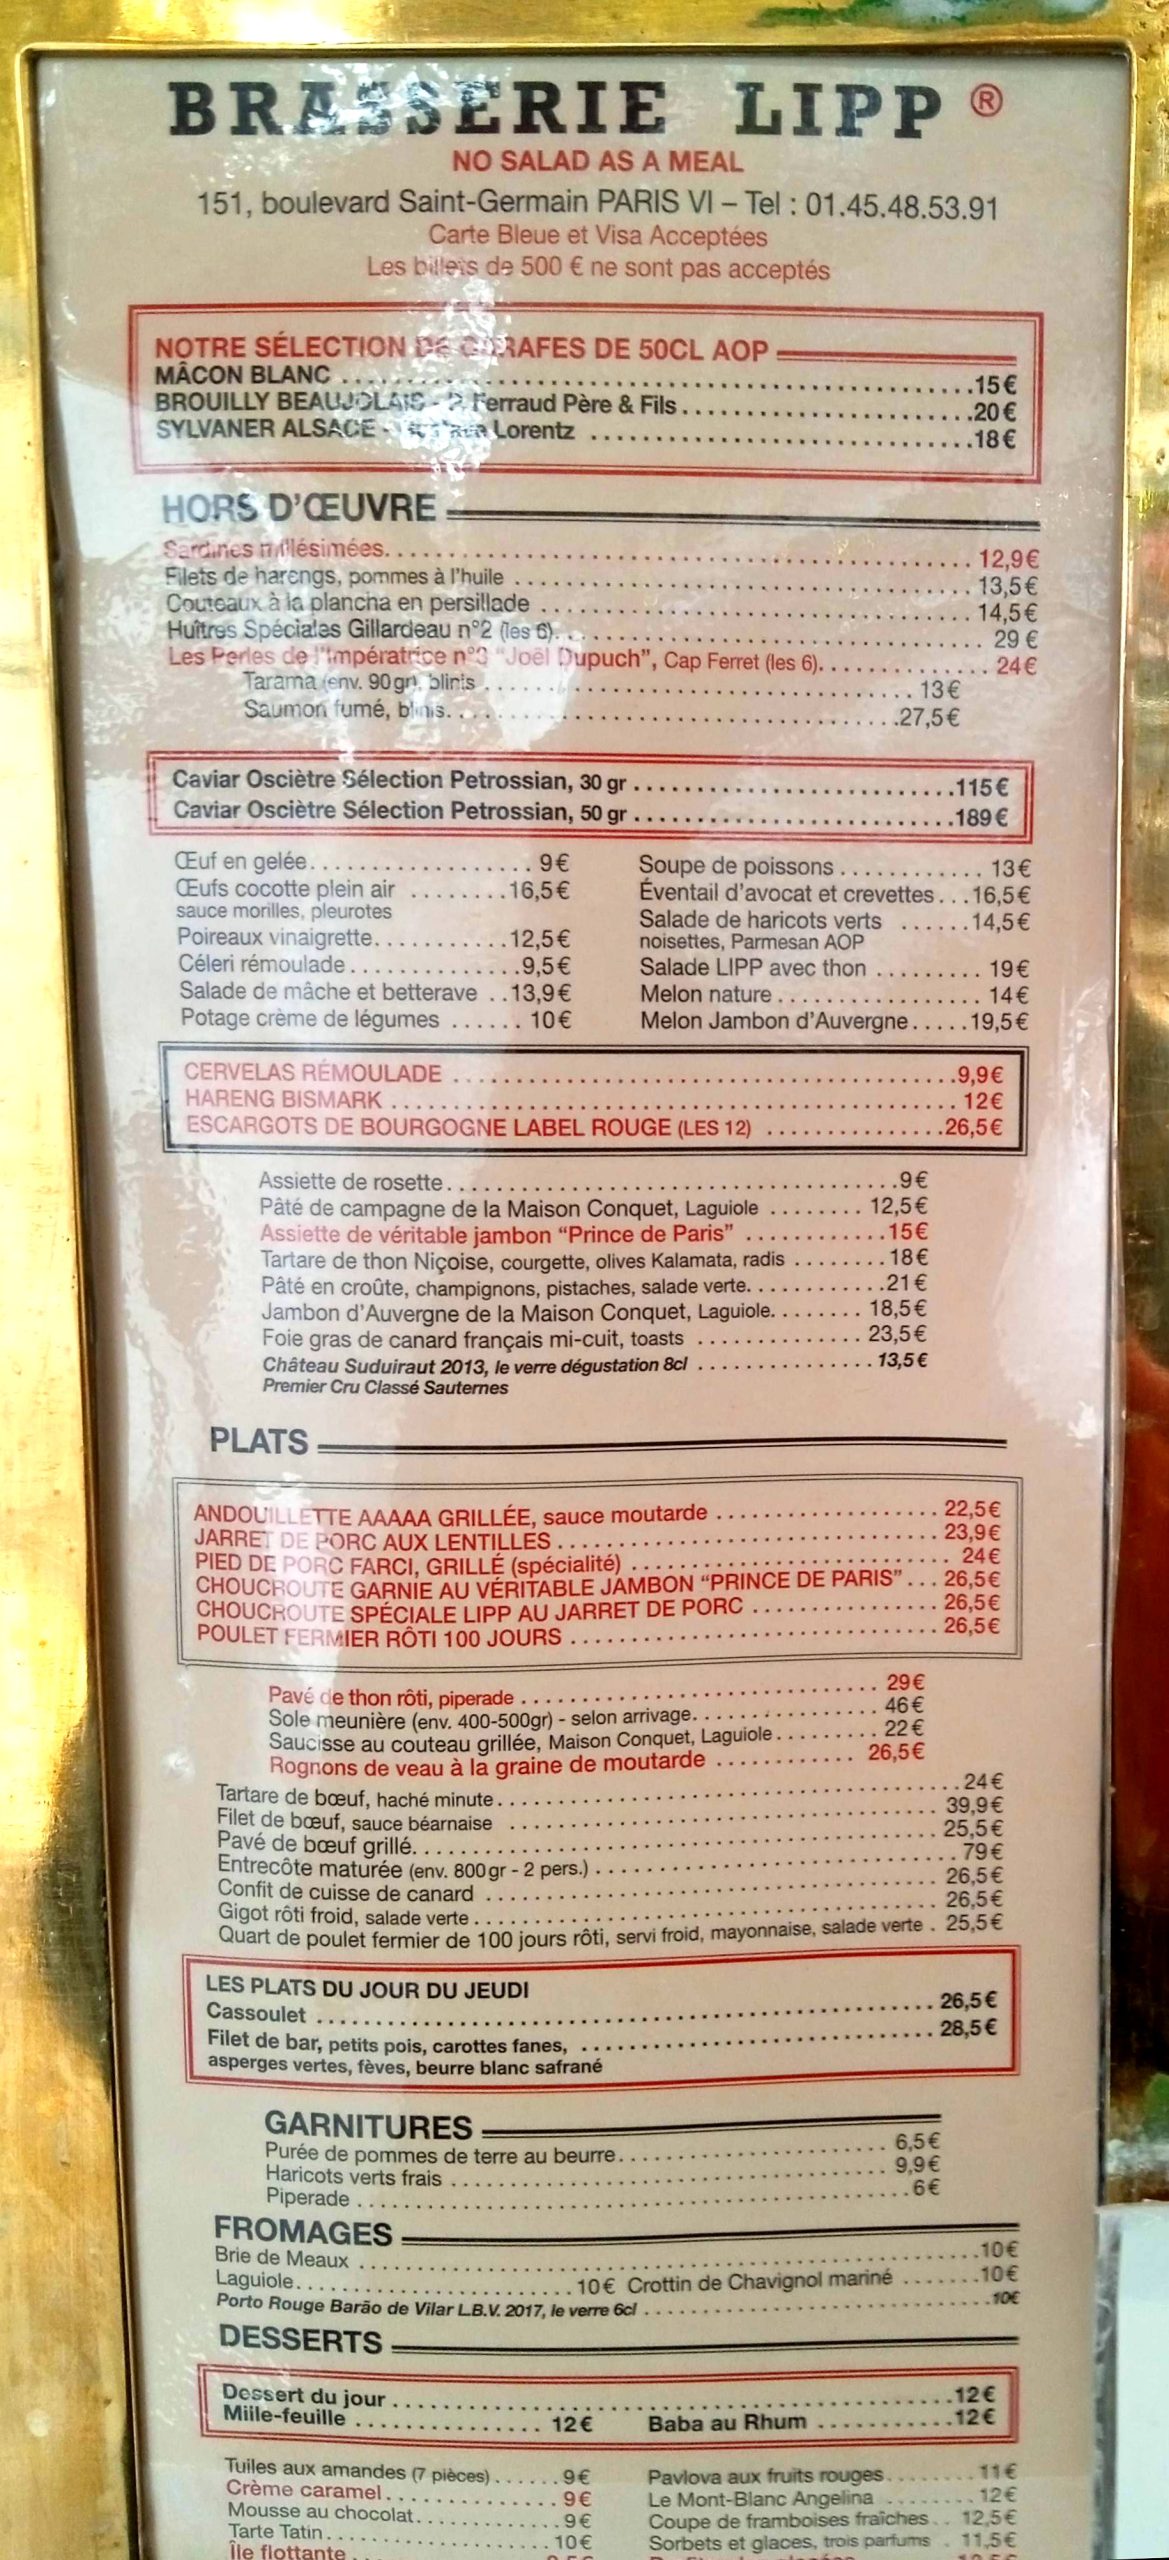 BRASSERIE LIPP ®
NO SALAD AS A MEAL
151, boulevard Saint-Germain PARIS VI – Tel : 01.45.48.53.91
Carte Bleue et Visa Acceptées
Les billets de 500 € ne sont pas acceptés
NOTRE SÉLECTION DE CARAFES DE 50CL AOP
MÂCON BLANC 15€
BROUILLY BEAUJOLAIS - P. Ferraud Père & Fils 20€
SYLVANER ALSACE - Lorentz 18€
HORS D'ŒUVRE
Sardines millésimées 12,9€
Filets de harengs, pommes à l'huile 13,5€
Couteaux à la plancha en persillade 14,5€
Huîtres Spéciales Gillardeau n°2 (les 6) 29 €
Les Perles de l'Impératrice n°3 "Joël Dupuch", Cap Ferret (les 6) 24€
Tarama (env. 90gr), blinis 13€
Saumon fumé, blinis 27,5€
Caviar Osciètre Sélection Petrossian, 30 gr 115€
Caviar Osciètre Sélection Petrossian, 50 gr 189€
Œuf en gelée 9€
Œufs cocotte plein air 16,5€
sauce morilles, pleurotes
Poireaux vinaigrette 12,5€
Céleri rémoulade 9,5€
Salade de mâche et betterave 13,9€
Potage crème de légumes 10€
Soupe de poissons 13€
Éventail d'avocat et crevettes 16,5€
Salade de haricots verts 14,5€
noisettes, Parmesan AOP
Salade LIPP avec thon 19€
Melon nature 14€
Melon Jambon d'Auvergne 19,5€
CERVELAS RÉMOULADE 9,9€
HARENG BISMARK 12€
ESCARGOTS DE BOURGOGNE LABEL ROUGE (LES 12) 26,5€
Assiette de rosette 9€
Pâté de campagne de la Maison Conquet, Laguiole 12,5€
Assiette de véritable jambon "Prince de Paris" 15€
Tartare de thon Niçoise, courgette, olives Kalamata, radis 18€
Pâté en croûte, champignons, pistaches, salade verte 21€
Jambon d'Auvergne de la Maison Conquet, Laguiole 18,5€
Foie gras de canard français mi-cuit, toasts 23,5€
Château Suduiraut 2013, le verre dégustation 8cl 13,5€
Premier Cru Classé Sauternes
PLATS
ANDOUILLETTE AAAAA GRILLÉE, sauce moutarde 22,5€
JARRET DE PORC AUX LENTILLES 23,9€
PIED DE PORC FARCI, GRILLÉ (spécialité) 24€
CHOUCROUTE GARNIE AU VÉRITABLE JAMBON "PRINCE DE PARIS" 26,5€
CHOUCROUTE SPÉCIALE LIPP AU JARRET DE PORC 26,5€
POULET FERMIER RÔTI 100 JOURS 26,5€
Pavé de thon rôti, piperade 29€
Sole meunière (env. 400-500gr) - selon arrivage 46€
Saucisse au couteau grillée, Maison Conquet, Laguiole 22€
Rognons de veau à la graine de moutarde 26,5€
Tartare de bœuf, haché minute 24€
Filet de bœuf, sauce béarnaise 39,9€
Pavé de bœuf grillé 25,5€
Entrecôte maturée (env. 800gr - 2 pers.) 79€
Confit de cuisse de canard 26,5€
Gigot rôti froid, salade verte 26,5€
Quart de poulet fermier de 100 jours rôti, servi froid, mayonnaise, salade verte 25,5€
LES PLATS DU JOUR DU JEUDI
Cassoulet 26,5€
Filet de bar, petits pois, carottes fanes, 28,5€
asperges vertes, fèves, beurre blanc safrané
GARNITURES
Purée de pommes de terre au beurre 6,5€
Haricots verts frais 9,9€
Piperade 6€
FROMAGES
Brie de Meaux 10€
Laguiole 10€ Crottin de Chavignol mariné 10€
Porto Rouge Barão de Vilar L.B.V. 2017, le verre 6cl 10€
DESSERTS
Dessert du jour 12€
Mille-feuille 12€ Baba au Rhum 12€
Tuiles aux amandes (7 pièces) 9€
Crème caramel 9€
Mousse au chocolat 9€
Tarte Tatin 10€
Île flottante
Pavlova aux fruits rouges 11€
Le Mont-Blanc Angelina 12€
Coupe de framboises fraîches 12,5€
Sorbets et glaces, trois parfums 11,5€